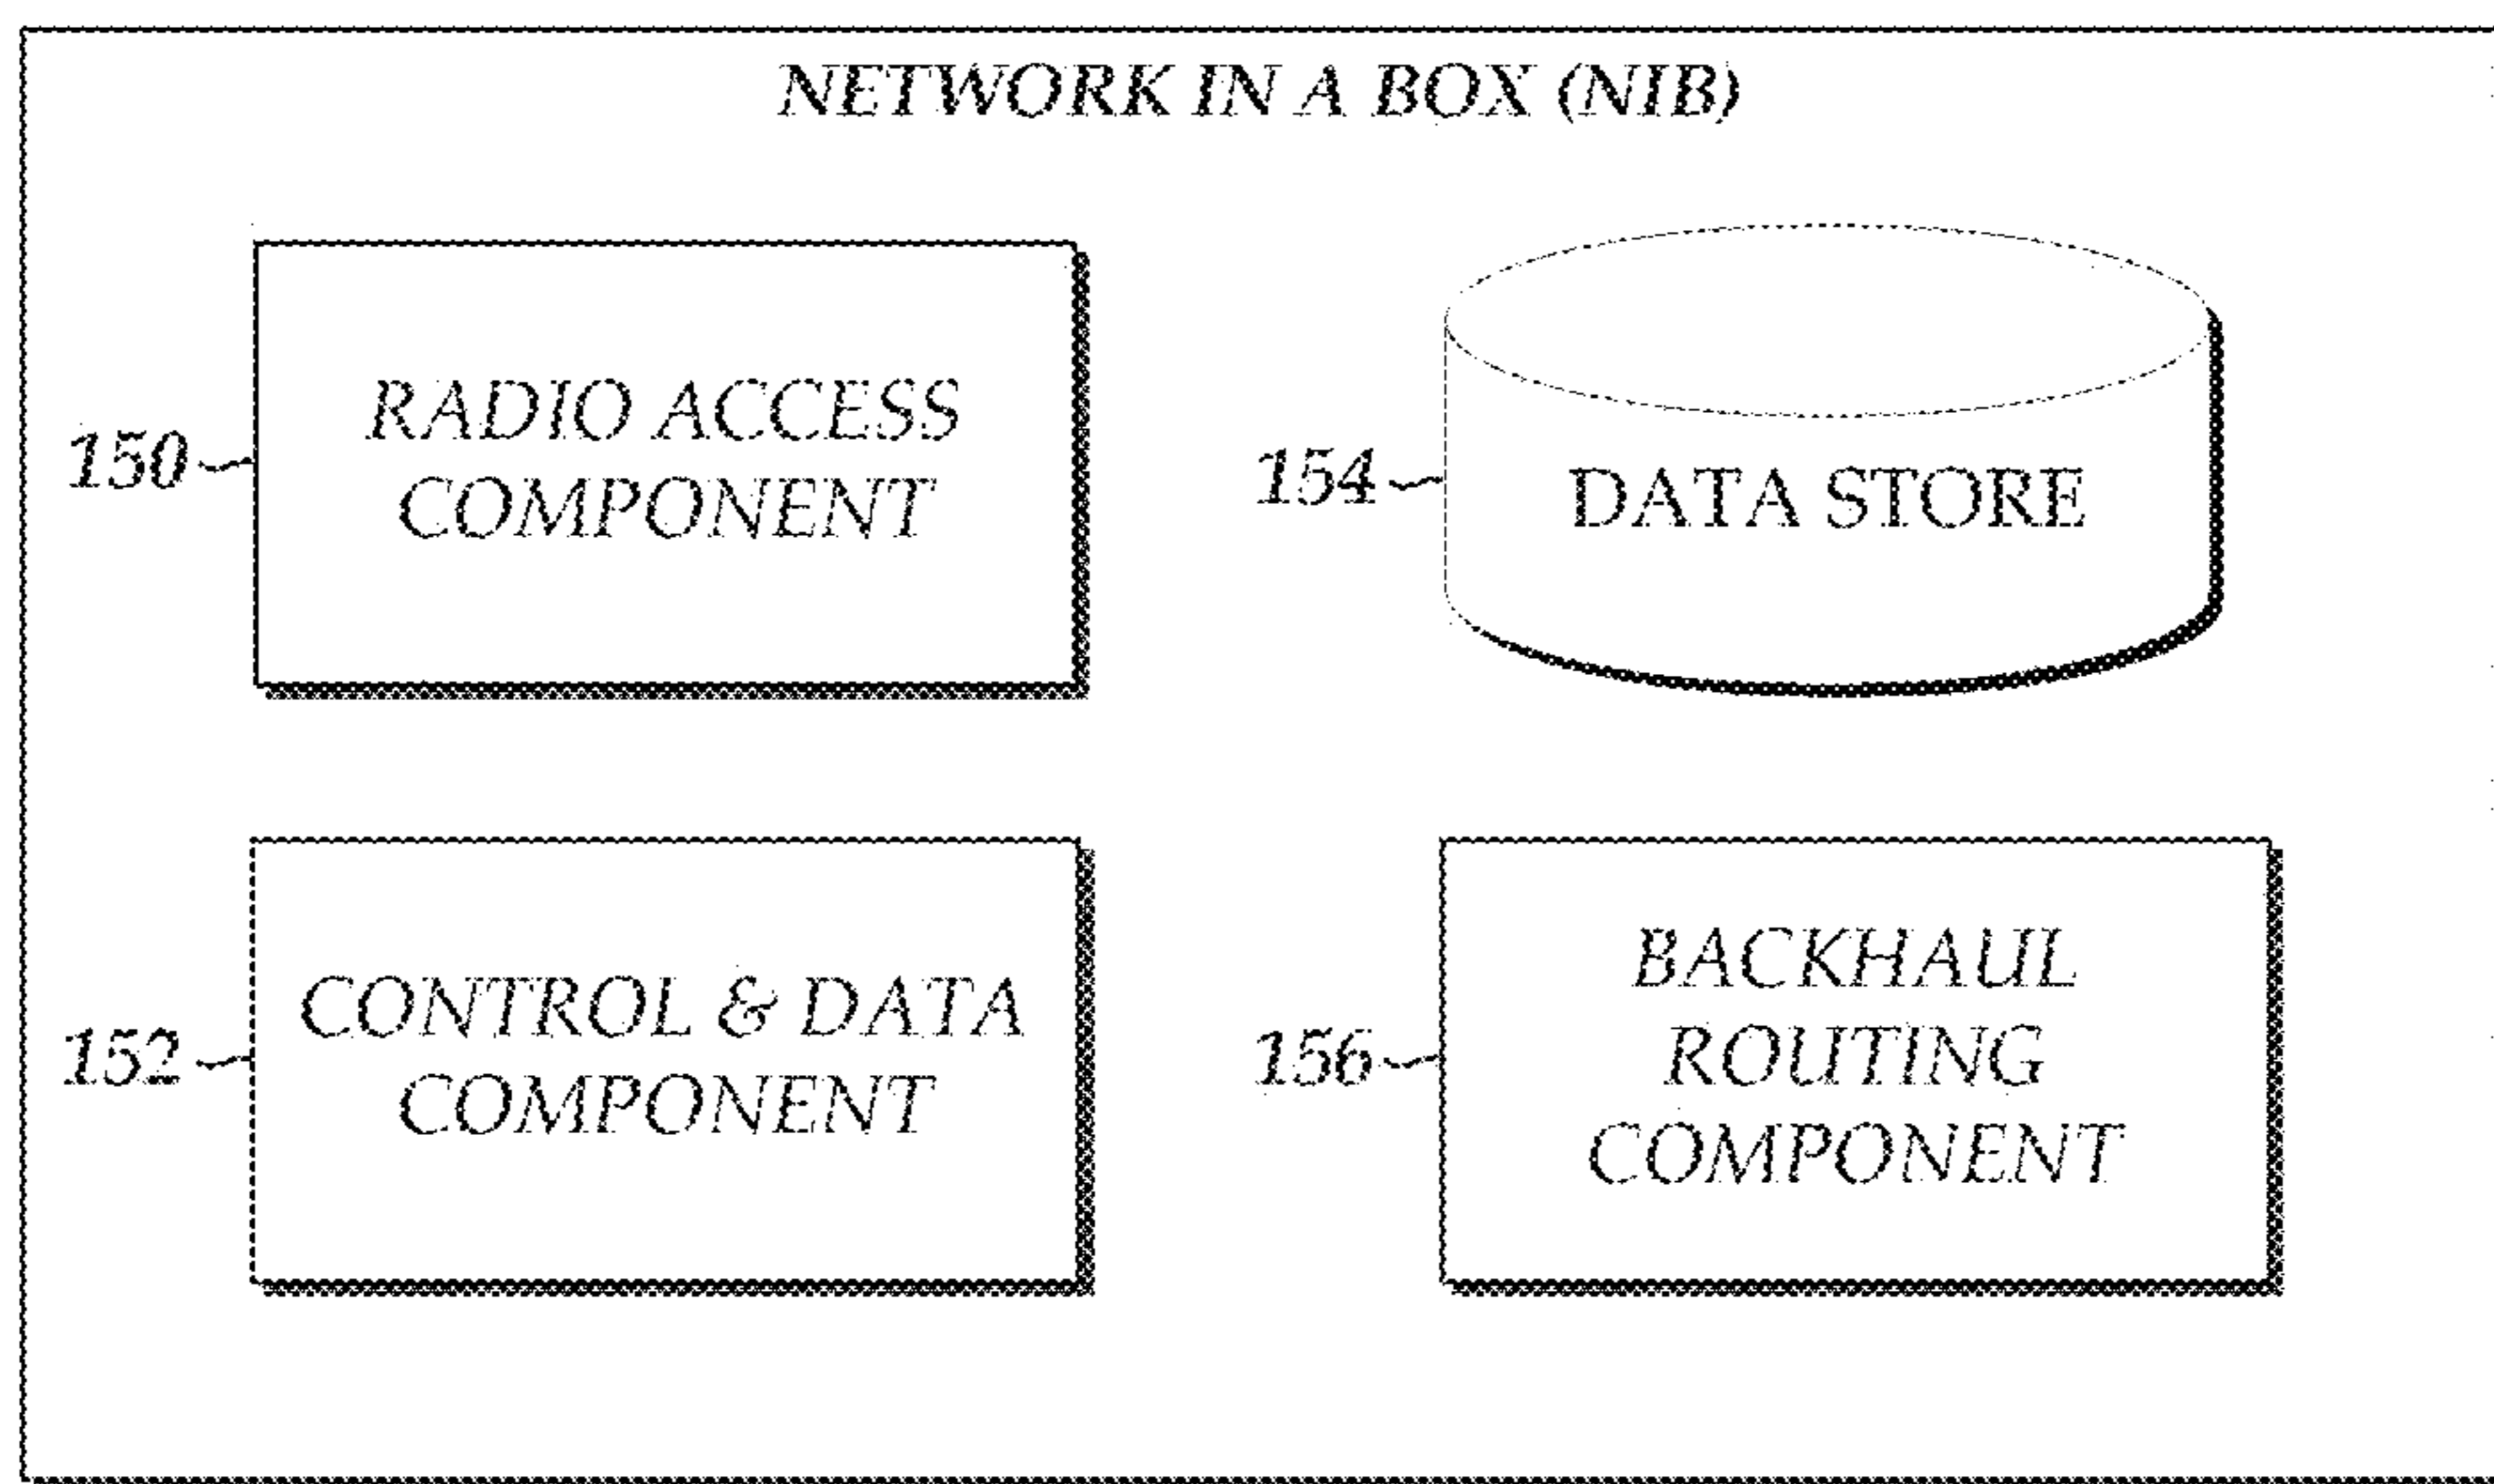 NETWORK IN A BOX (NIB)
150
RADIO ACCESS
COMPONENT
154
DATA STORE
152
CONTROL & DATA
COMPONENT
156
BACKHAUL
ROUTING
COMPONENT